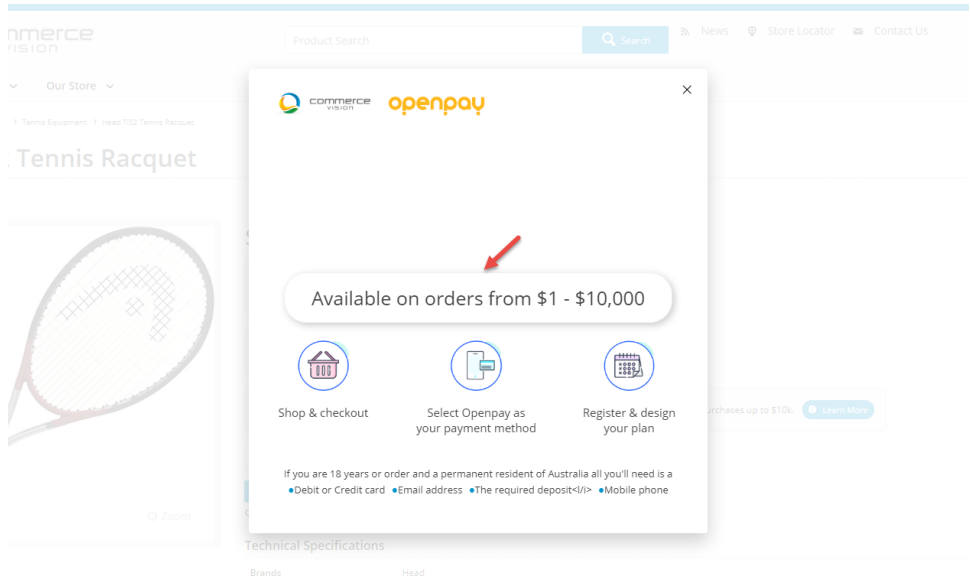 commerce
VISION
Product Search
Search
News
Store Locator
Contact Us
Our Store
Tennis Equipment > Head TIS2 Tennis Racquet
Tennis Racquet
commerce
VISION
openpay
Available on orders from $1 - $10,000
Shop & checkout
Select Openpay as
your payment method
Register & design
your plan
If you are 18 years or order and a permanent resident of Australia all you'll need is a
•Debit or Credit card •Email address •The required deposit<l/i> •Mobile phone
urchases up to $10k.
Learn More
Zoom
Technical Specifications
Brands
Head